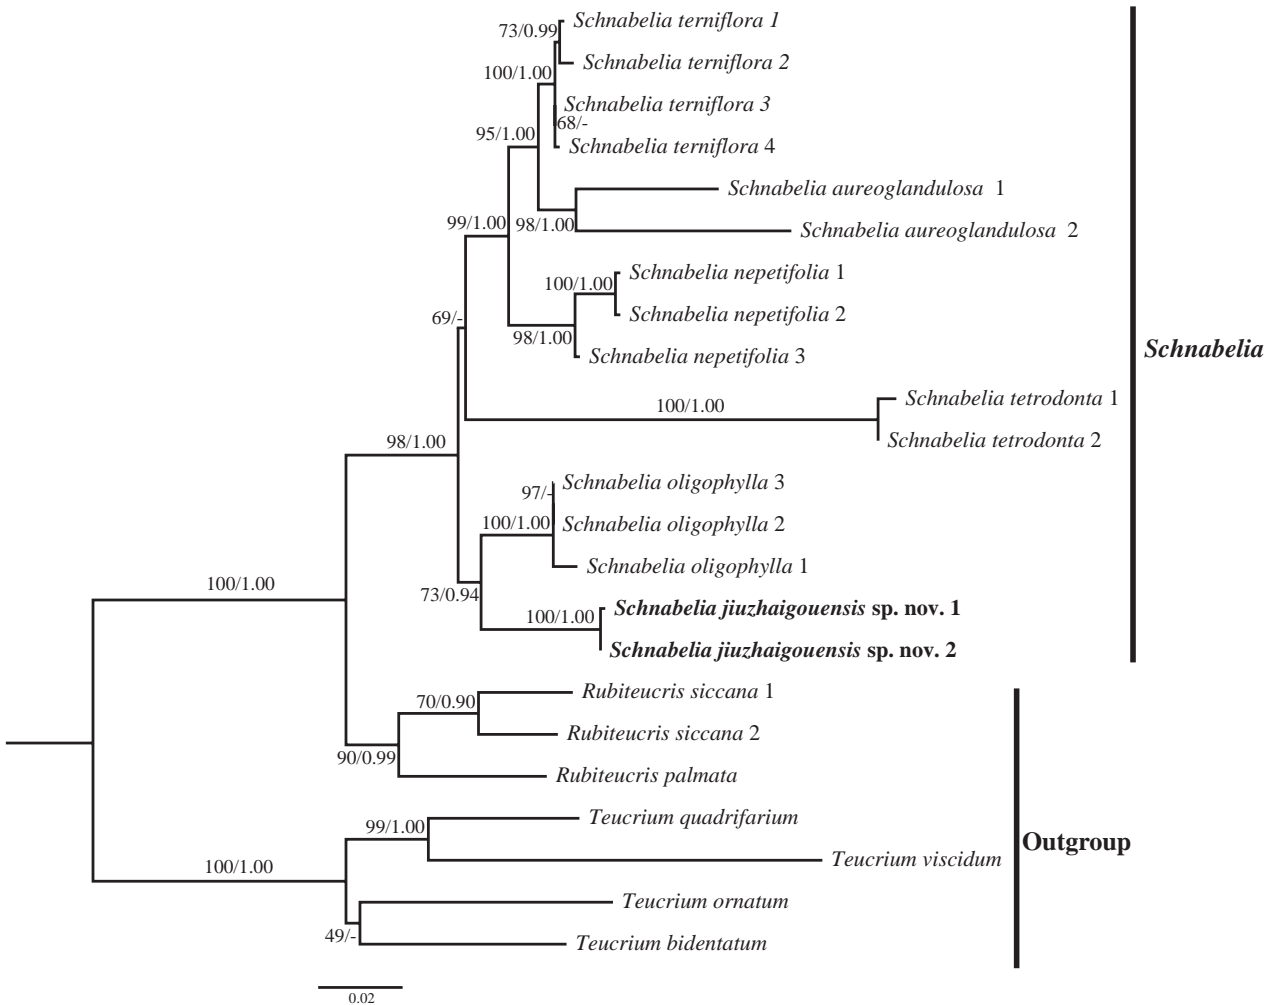 Schnabelia terniflora 1
73/0.99
Schnabelia terniflora 2
100/1.00
Schnabelia terniflora 3
68/-
95/1.00
Schnabelia terniflora 4
Schnabelia aureoglandulosa 1
99/1.00
98/1.00
Schnabelia aureoglandulosa 2
Schnabelia nepetifolia 1
100/1.00
Schnabelia nepetifolia 2
69/-
98/1.00
Schnabelia nepetifolia 3
Schnabelia
Schnabelia tetrodonta 1
100/1.00
Schnabelia tetrodonta 2
98/1.00
Schnabelia oligophylla 3
97/-
Schnabelia oligophylla 2
100/1.00
Schnabelia oligophylla 1
100/1.00
73/0.94
Schnabelia jiuzhaigouensis sp. nov. 1
100/1.00
Schnabelia jiuzhaigouensis sp. nov. 2
Rubiteucris siccana 1
70/0.90
Rubiteucris siccana 2
90/0.99
Rubiteucris palmata
Teucrium quadrifarium
99/1.00
Outgroup
Teucrium viscidum
100/1.00
Teucrium ornatum
49/-
Teucrium bidentatum
0.02